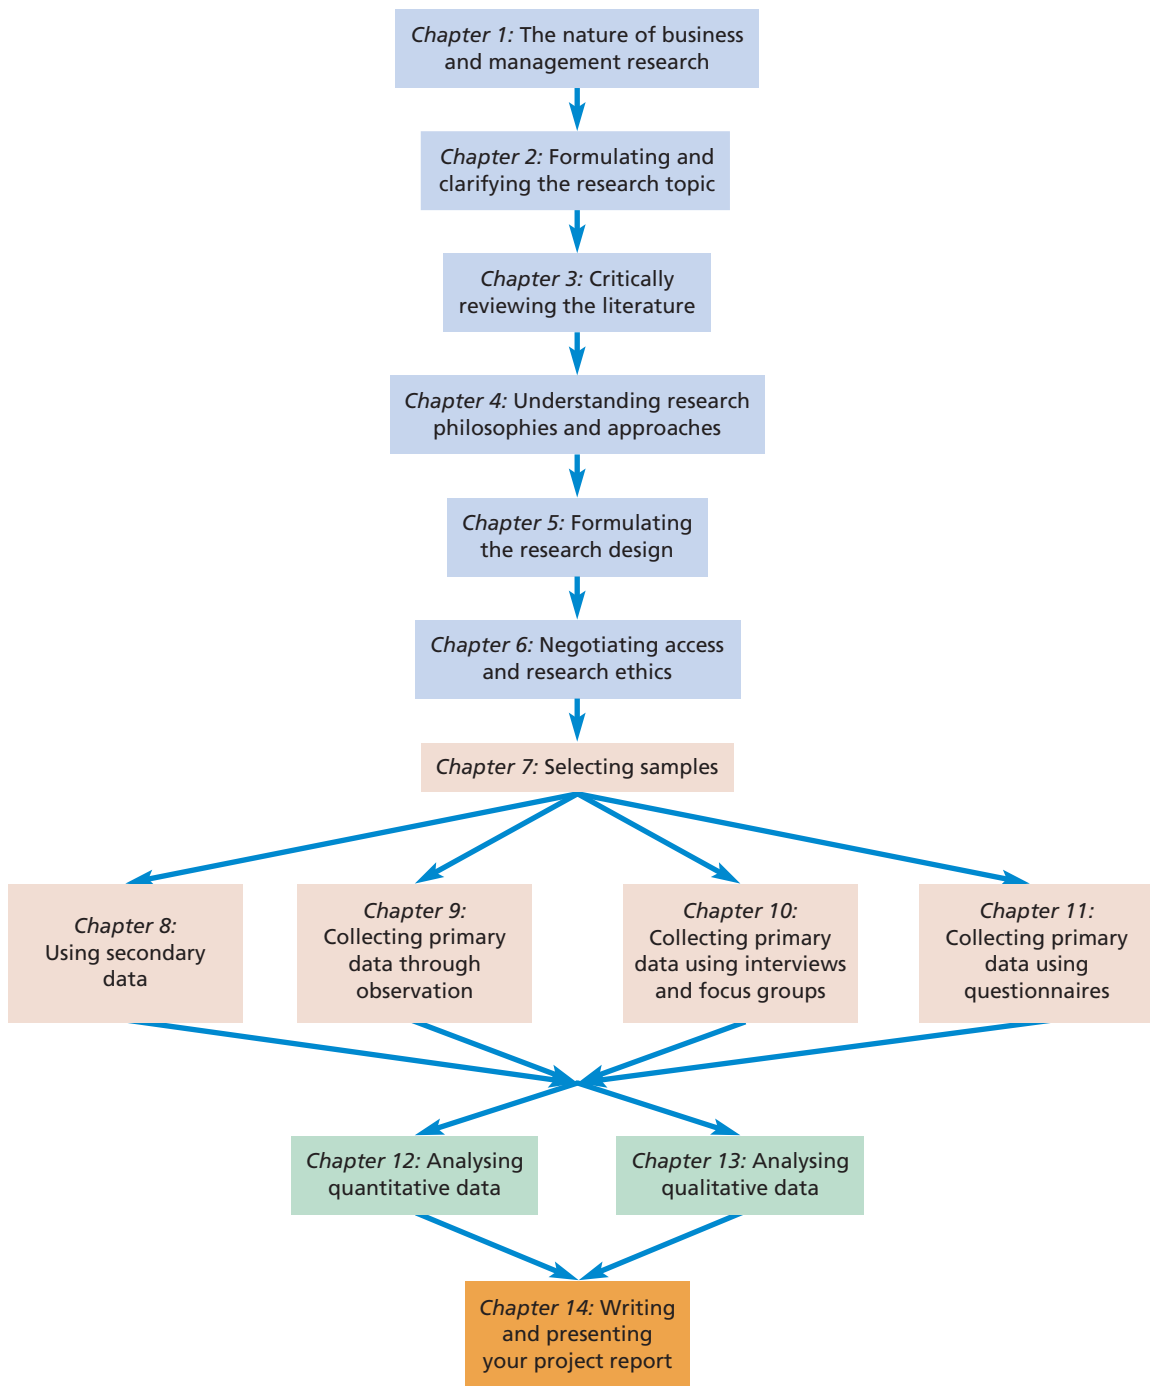 Chapter 1: The nature of business
and management research
Chapter 2: Formulating and
clarifying the research topic
Chapter 3: Critically
reviewing the literature
Chapter 4: Understanding research
philosophies and approaches
Chapter 5: Formulating
the research design
Chapter 6: Negotiating access
and research ethics
Chapter 7: Selecting samples
Chapter 8:
Using secondary
data
Chapter 9:
Collecting primary
data through
observation
Chapter 10:
Collecting primary
data using interviews
and focus groups
Chapter 11:
Collecting primary
data using
questionnaires
Chapter 12: Analysing
quantitative data
Chapter 13: Analysing
qualitative data
Chapter 14: Writing
and presenting
your project report